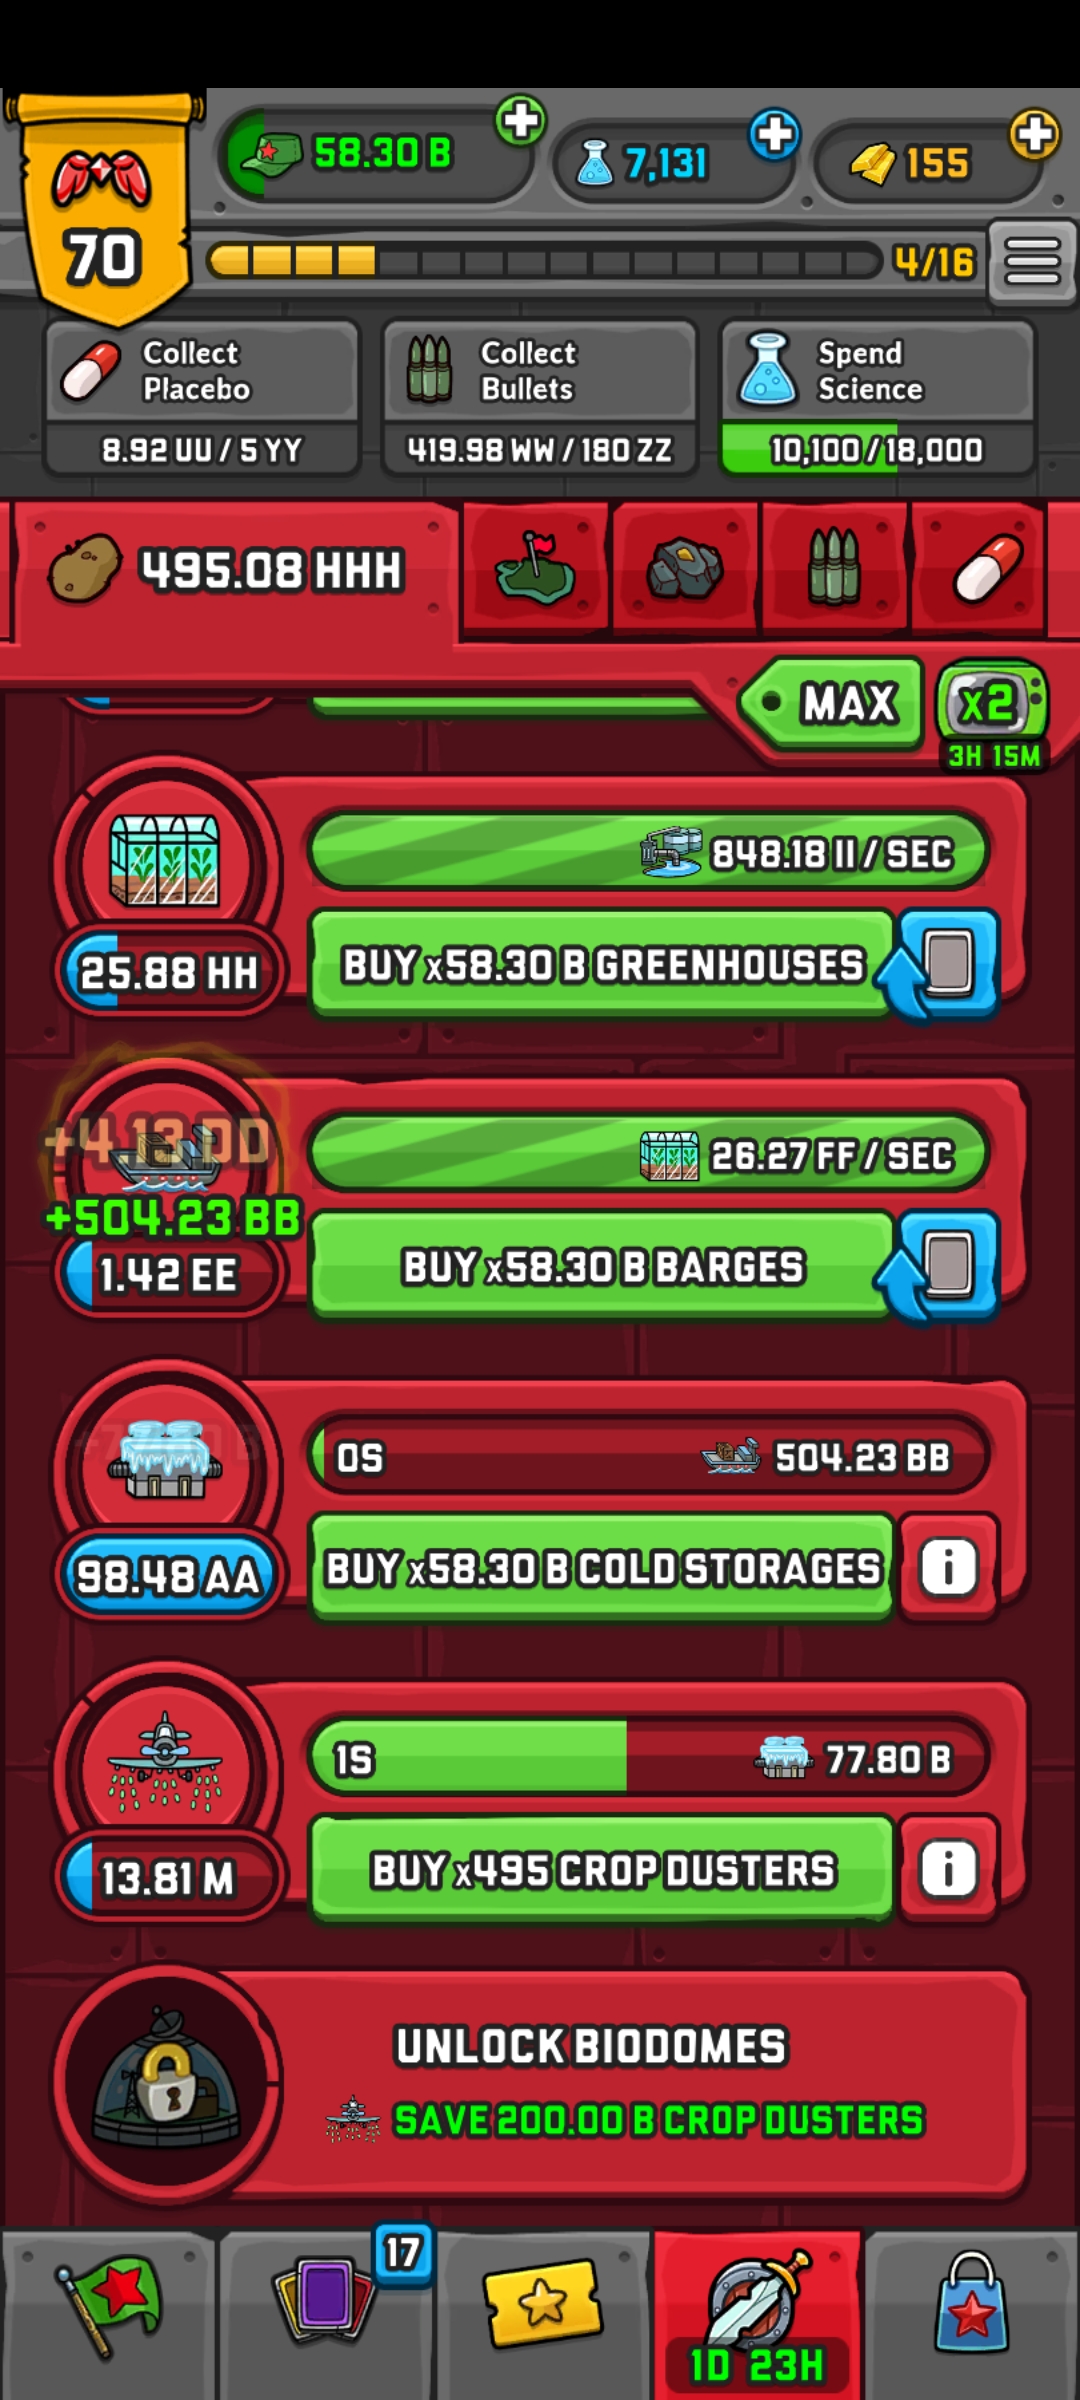 58.30 B
7,131
155
70
4/16
Collect
Placebo
8.92 UU / 5 YY
Collect
Bullets
419.98 WW / 180 ZZ
Spend
Science
10,100 / 18,000
495.08 HHH
MAX
x2
3H 15M
848.18 II / SEC
25.88 HH
BUY x58.30 B GREENHOUSES
+4.13 DD
26.27 FF / SEC
+504.23 BB
1.42 EE
BUY x58.30 B BARGES
0S
504.23 BB
98.48 AA
BUY x58.30 B COLD STORAGES
i
1S
77.80 B
13.81 M
BUY x495 CROP DUSTERS
i
UNLOCK BIODOMES
SAVE 200.00 B CROP DUSTERS
17
1D 23H